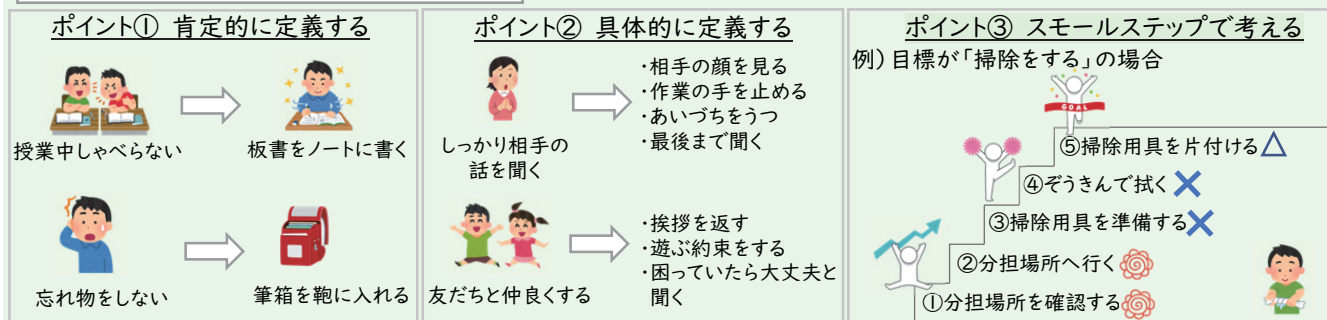 ポイント① 肯定的に定義する
授業中しゃべらない
板書をノートに書く
忘れ物をしない
筆箱を鞄に入れる
ポイント② 具体的に定義する
しっかり相手の
話を聞く
・相手の顔を見る
・作業の手を止める
・あいづちをうつ
・最後まで聞く
友だちと仲良くする
・挨拶を返す
・遊ぶ約束をする
・困っていたら大丈夫と
聞く
ポイント③ スモールステップで考える
例）目標が「掃除をする」の場合
GOAL
⑤掃除用具を片付ける△
④ぞうきんで拭く✕
③掃除用具を準備する✕
②分担場所へ行く
①分担場所を確認する